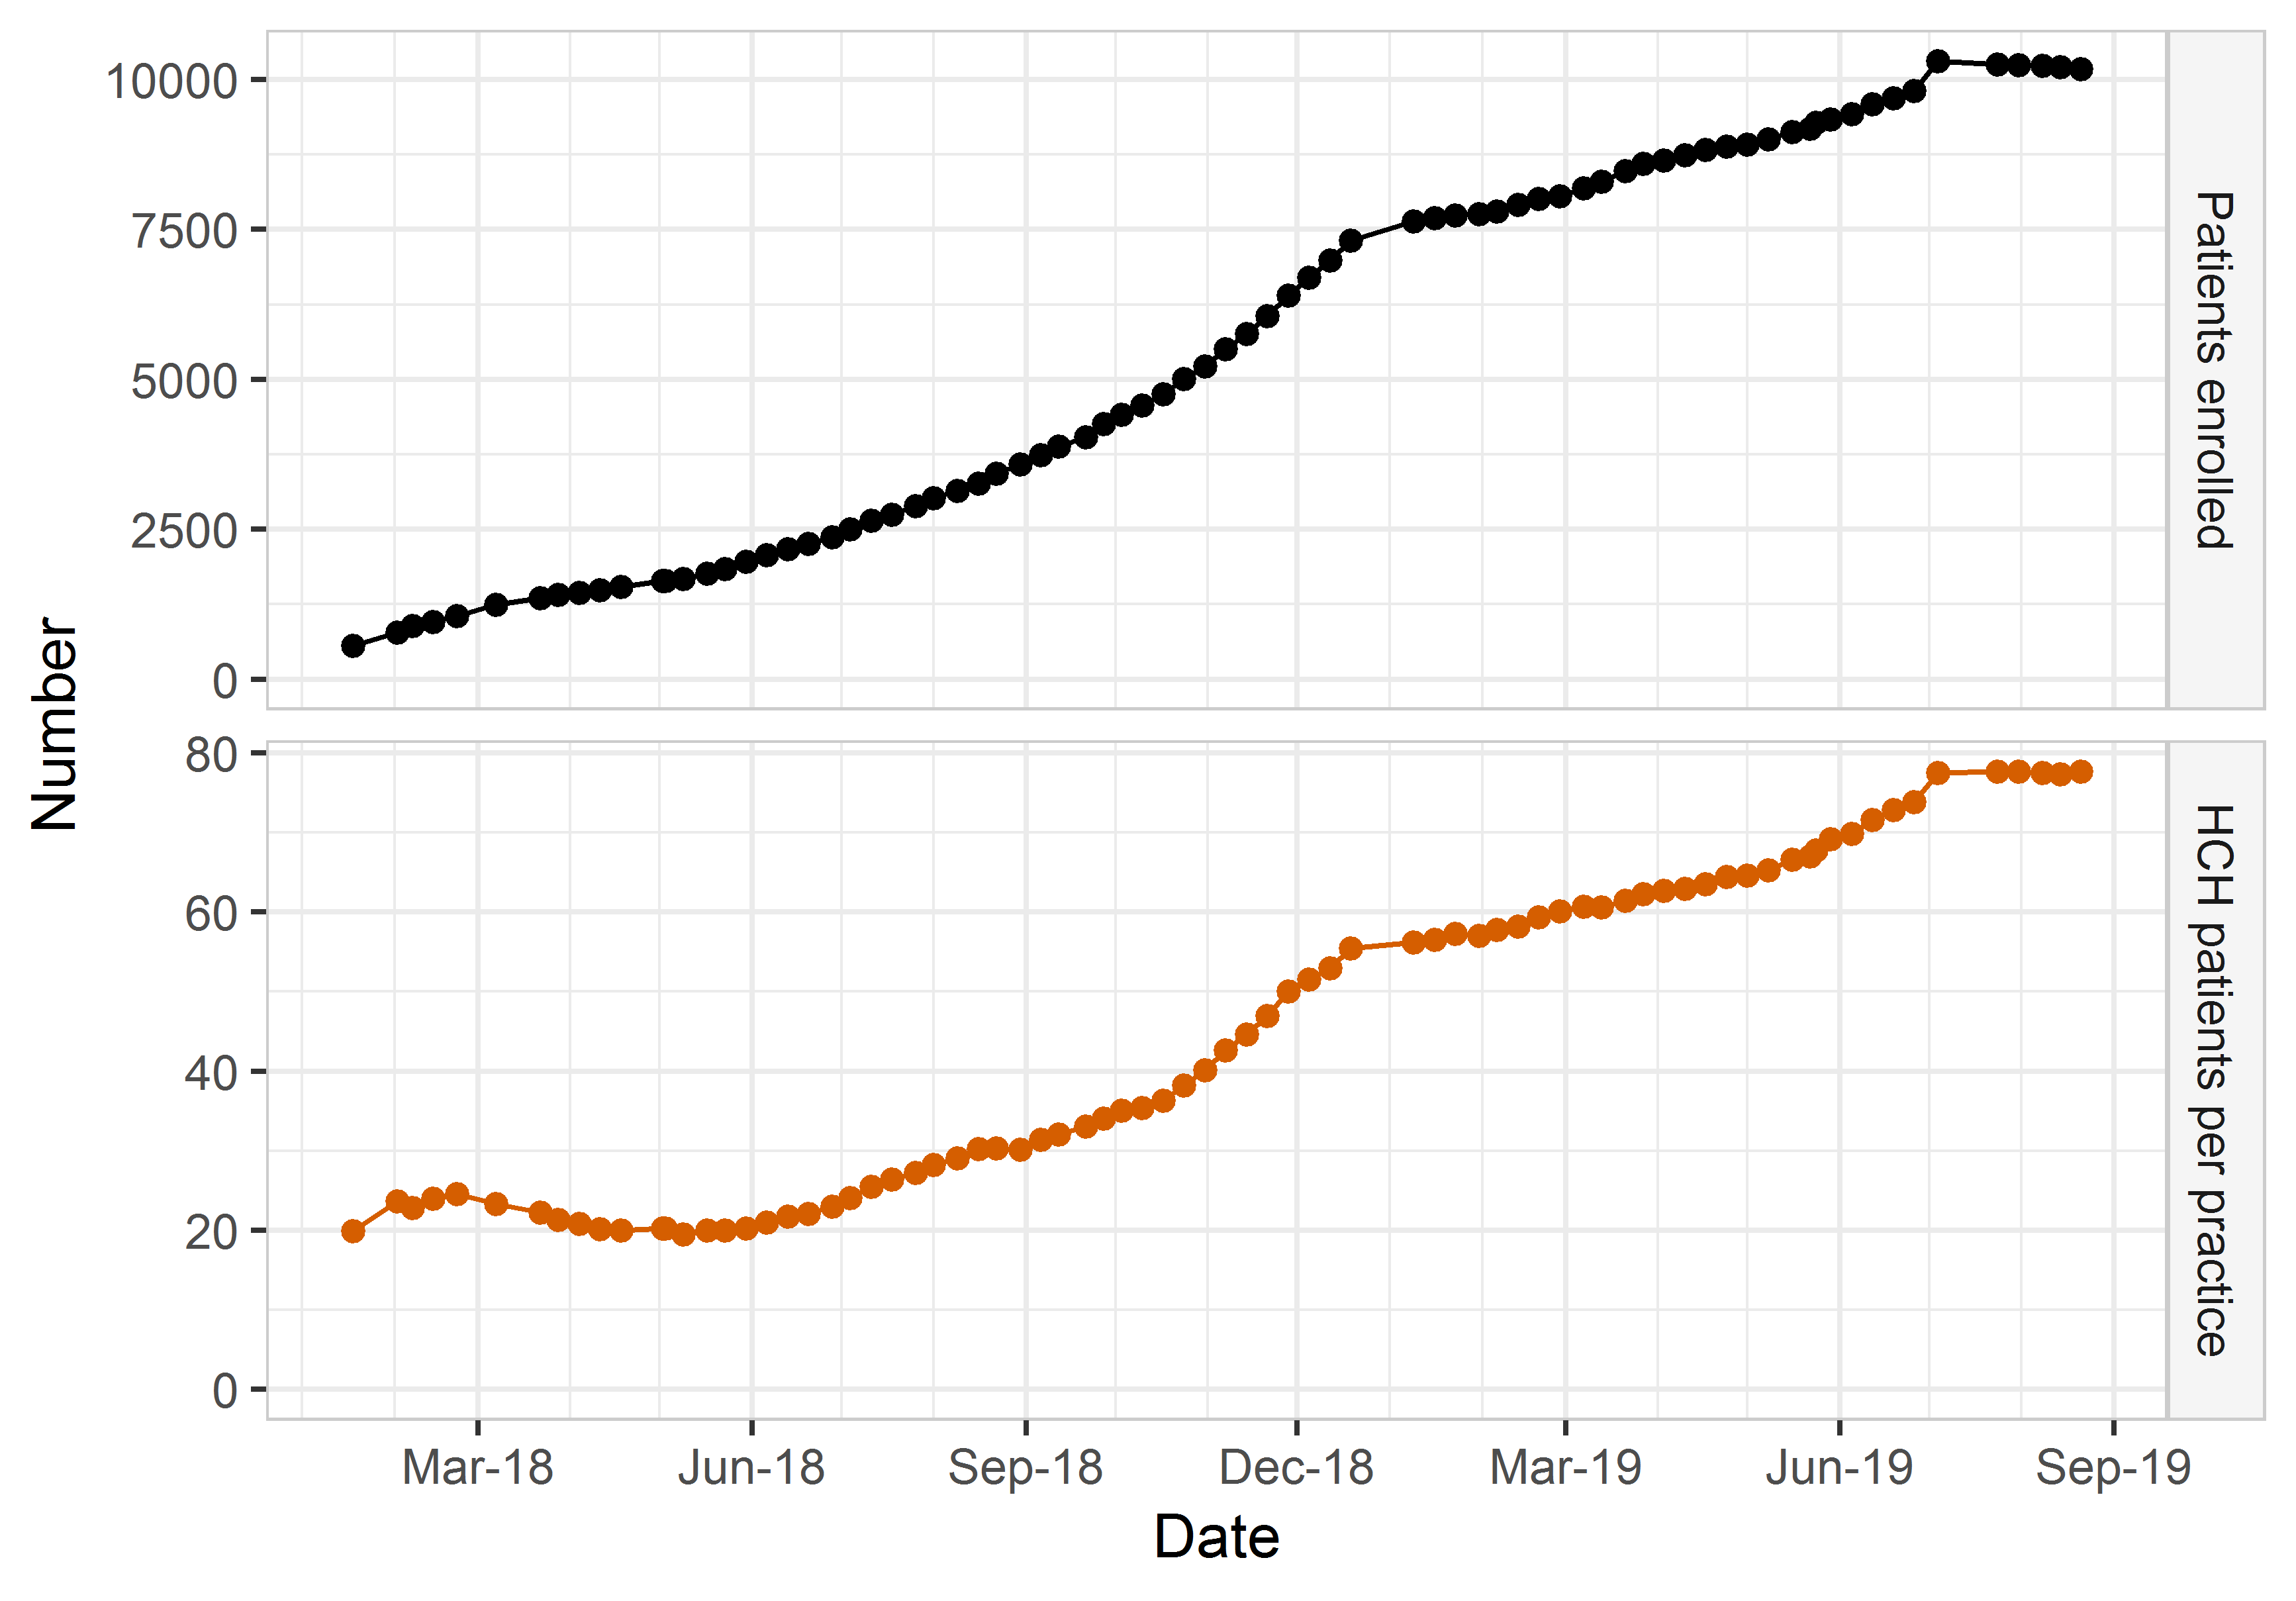 Number
10000
7500
5000
2500
0
Patients enrolled
80
60
40
20
0
HCH patients per practice
Mar-18 Jun-18 Sep-18 Dec-18 Mar-19 Jun-19 Sep-19
Date